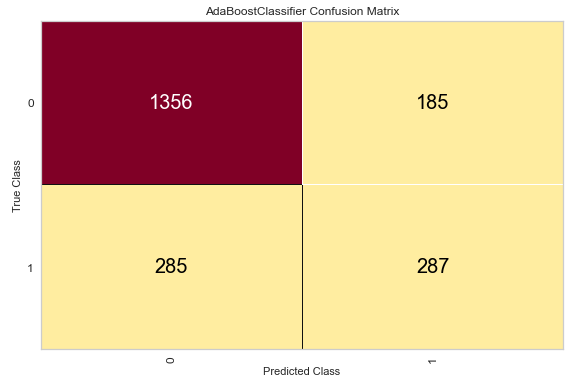 AdaBoostClassifier Confusion Matrix
True Class
0
1356
185
1
285
287
0
1
Predicted Class